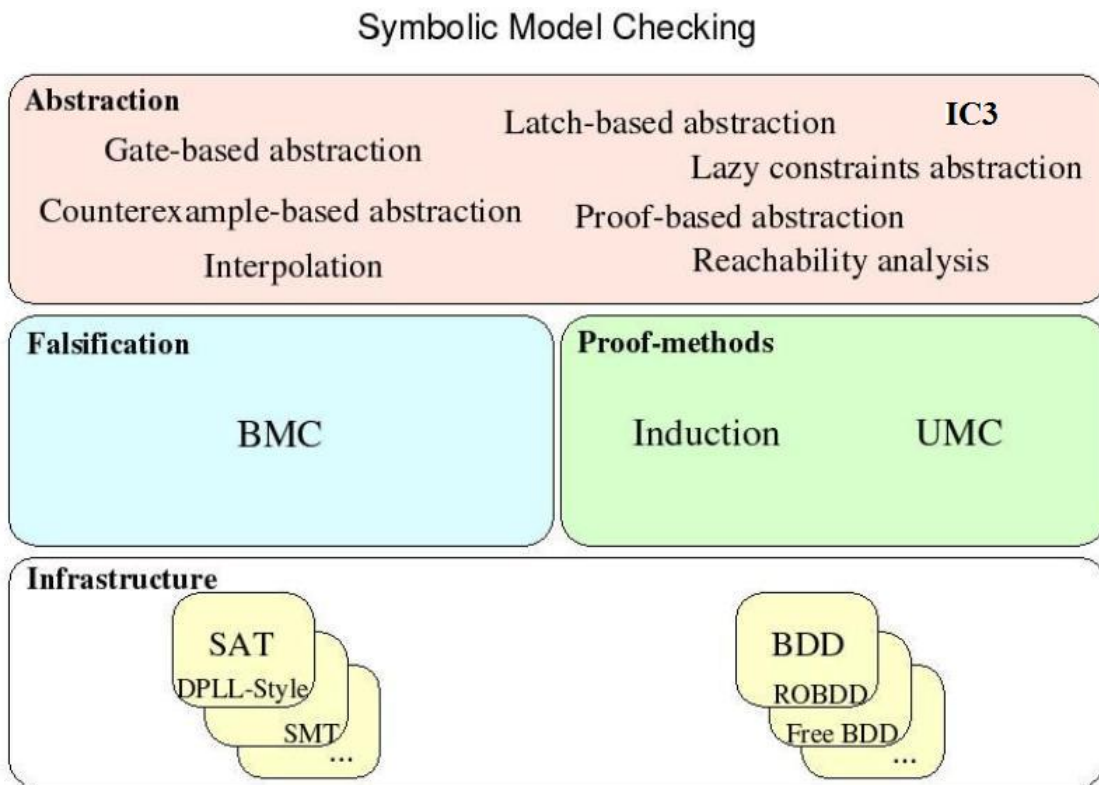 Symbolic Model Checking
Abstraction
Latch-based abstraction
IC3
Gate-based abstraction
Lazy constraints abstraction
Counterexample-based abstraction
Proof-based abstraction
Interpolation
Reachability analysis
Falsification
BMC
Proof-methods
Induction
UMC
Infrastructure
SAT
DPLL-Style
SMT
...
BDD
ROBDD
Free BDD
...